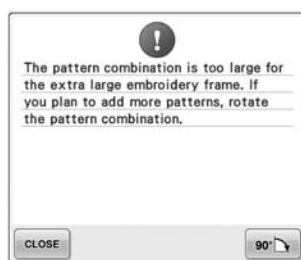 The pattern combination is too large for
the extra large embroidery frame. If
you plan to add more patterns, rotate
the pattern combination.
CLOSE
90°